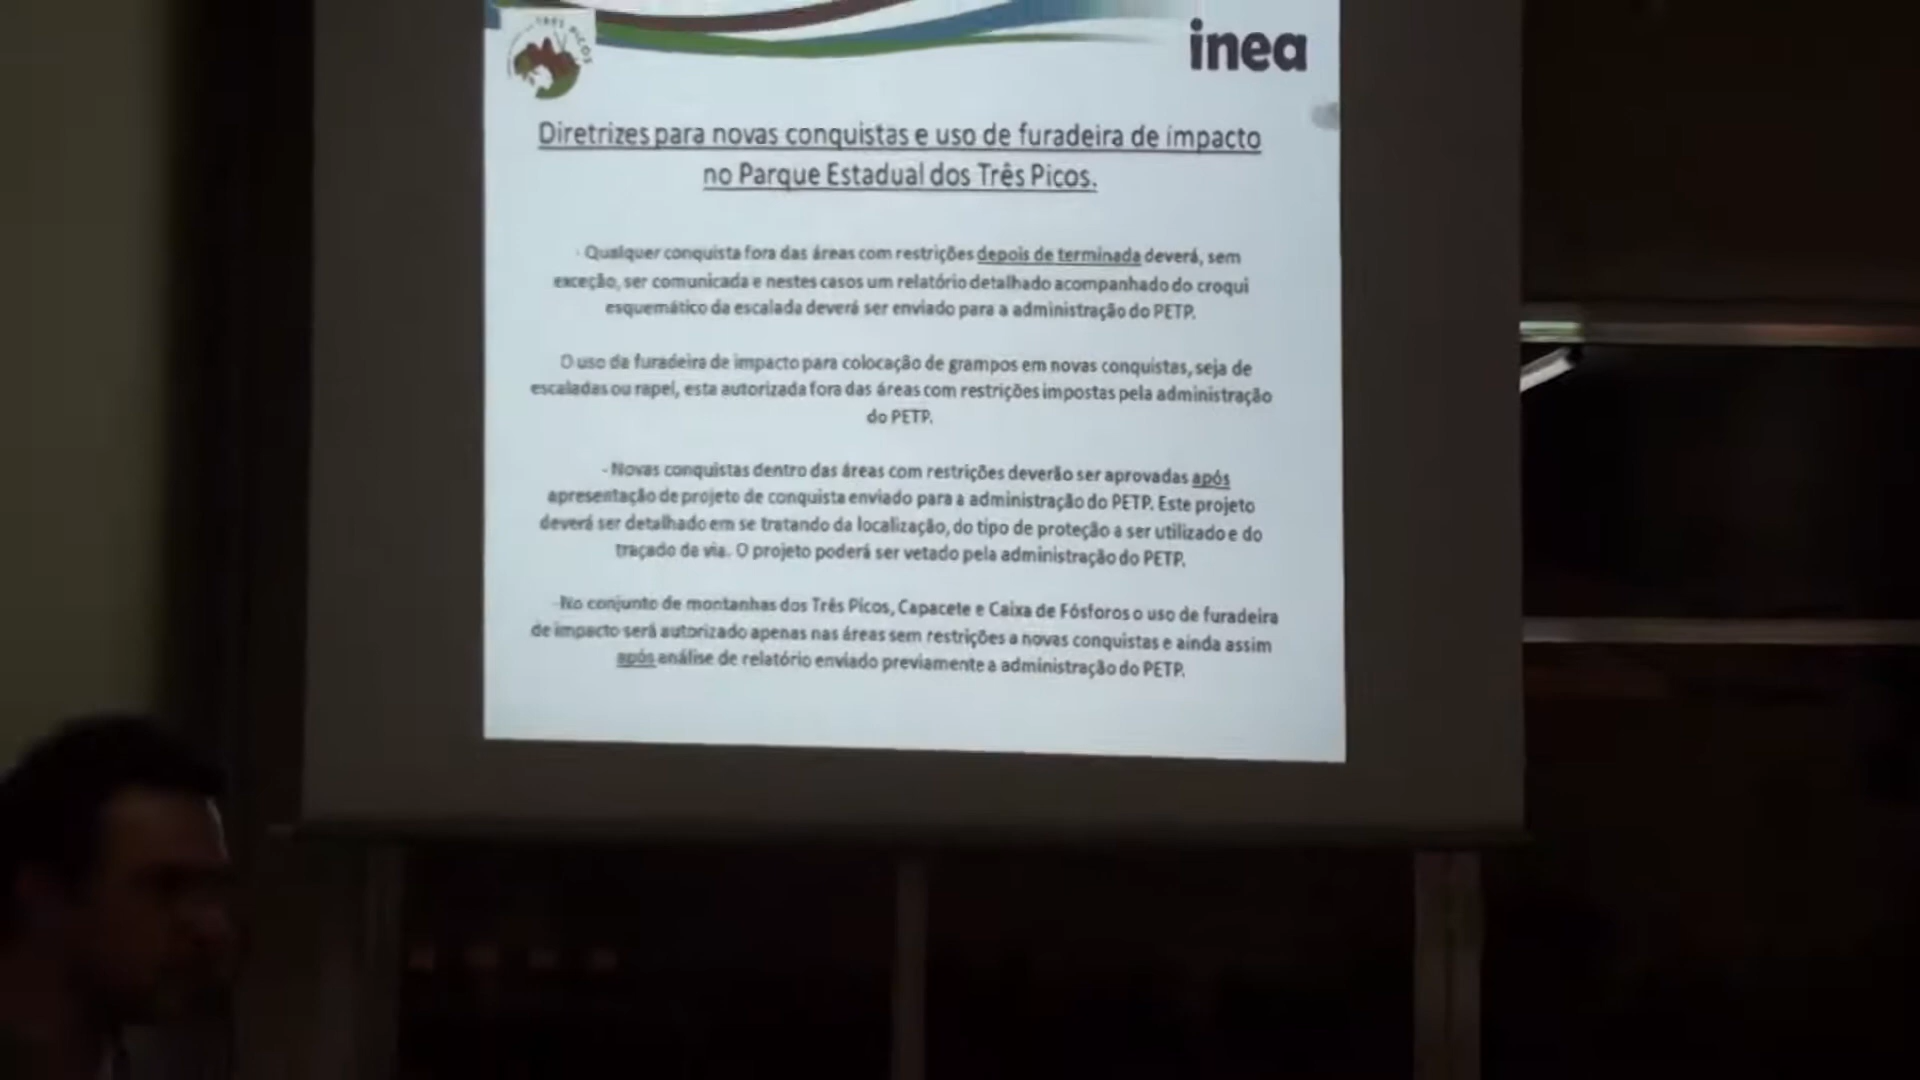 TRÊS PICOS
inea
Diretrizes para novas conquistas e uso de furadeira de impacto
no Parque Estadual dos Três Picos.
- Qualquer conquista fora das áreas com restrições depois de terminada deverá, sem
exceção, ser comunicada e nestes casos um relatório detalhado acompanhado do croqui
esquemático da escalada deverá ser enviado para a administração do PETP.
O uso da furadeira de impacto para colocação de grampos em novas conquistas, seja de
escaladas ou rapel, esta autorizada fora das áreas com restrições impostas pela administração
do PETP.
- Novas conquistas dentro das áreas com restrições deverão ser aprovadas após
apresentação de projeto de conquista enviado para a administração do PETP. Este projeto
deverá ser detalhado em se tratando da localização, do tipo de proteção a ser utilizado e do
traçado da via. O projeto poderá ser vetado pela administração do PETP.
-No conjunto de montanhas dos Três Picos, Capacete e Caixa de Fósforos o uso de furadeira
de impacto será autorizado apenas nas áreas sem restrições a novas conquistas e ainda assim
após análise de relatório enviado previamente a administração do PETP.